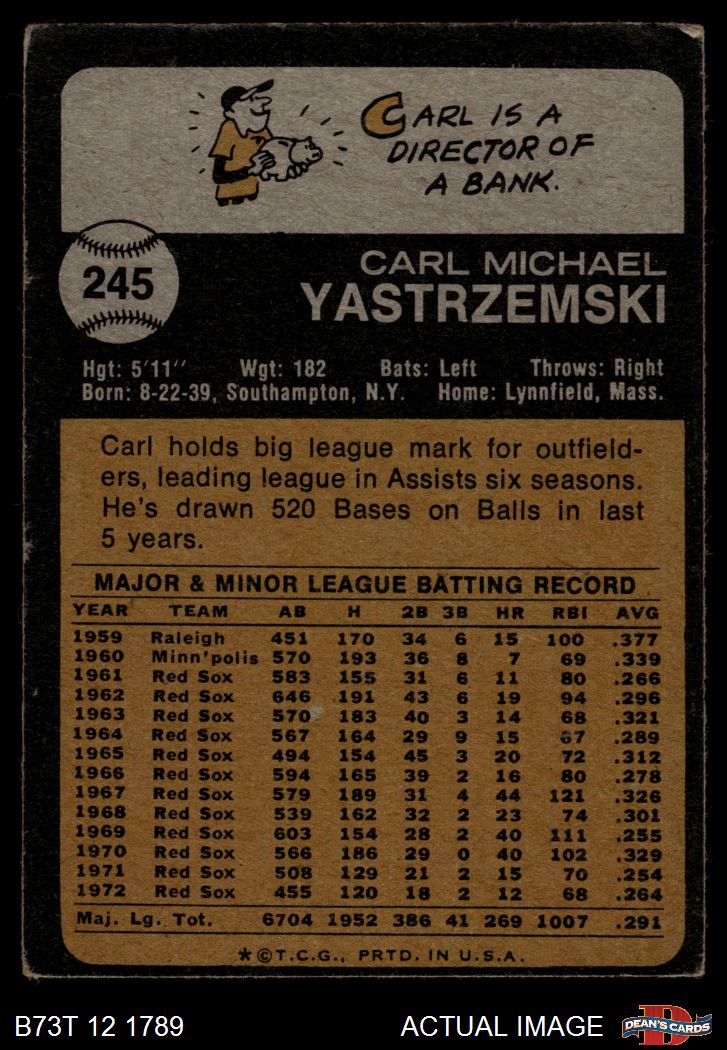 CARL IS A
DIRECTOR OF
A BANK.
245
CARL MICHAEL
YASTRZEMSKI
Hgt: 5'11" Wgt: 182 Bats: Left Throws: Right
Born: 8-22-39, Southampton, N.Y. Home: Lynnfield, Mass.
Carl holds big league mark for outfield-
ers, leading league in Assists six seasons.
He's drawn 520 Bases on Balls in last
5 years.
MAJOR & MINOR LEAGUE BATTING RECORD
YEAR TEAM AB H 2B 3B HR RBI AVG
1959 Raleigh 451 170 34 6 15 100 .377
1960 Minn'polis 570 193 36 8 7 69 .339
1961 Red Sox 583 155 31 6 11 80 .266
1962 Red Sox 646 191 43 6 19 94 .296
1963 Red Sox 570 183 40 3 14 68 .321
1964 Red Sox 567 164 29 9 15 67 .289
1965 Red Sox 494 154 45 3 20 72 .312
1966 Red Sox 594 165 39 2 16 80 .278
1967 Red Sox 579 189 31 4 44 121 .326
1968 Red Sox 539 162 32 2 23 74 .301
1969 Red Sox 603 154 28 2 40 111 .255
1970 Red Sox 566 186 29 0 40 102 .329
1971 Red Sox 508 129 21 2 15 70 .254
1972 Red Sox 455 120 18 2 12 68 .264
Maj. Lg. Tot. 6704 1952 386 41 269 1007 .291
*©T.C.G., PRTD. IN U.S.A.
B73T 12 1789 ACTUAL IMAGE DEAN'S CARDS